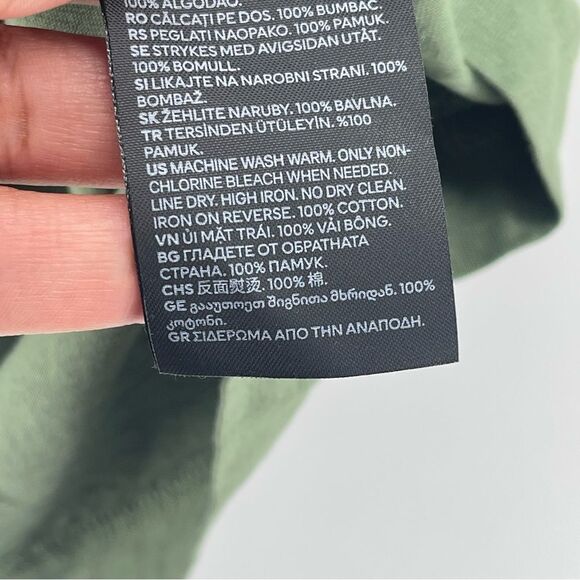 100% ALGODÃO.
RO CĂLCAȚI PE DOS. 100% BUMBAC.
RS PEGLATI NAOPAKO. 100% PAMUK.
SE STRYKES MED AVIGSIDAN UTÅT.
100% BOMULL.
SI LIKAJTE NA NAROBNI STRANI. 100%
BOMBAŽ.
SK ŽEHLITE NARUBY. 100% BAVLNA.
TR TERSİNDEN ÜTÜLEYİN. %100
PAMUK.
US MACHINE WASH WARM. ONLY NON-
CHLORINE BLEACH WHEN NEEDED.
LINE DRY. HIGH IRON. NO DRY CLEAN.
IRON ON REVERSE. 100% COTTON.
VN ỦI MẶT TRÁI. 100% VẢI BÔNG.
BG ГЛАДЕТЕ ОТ ОБРАТНАТА
СТРАНА. 100% ПАМУК.
CHS 反面熨烫。100% 棉。
GE გააუთოეთ შიგნითა მხრიდან. 100%
კოტონი.
GR ΣΙΔΕΡΩΜΑ ΑΠΟ ΤΗΝ ΑΝΑΠΟΔΗ.